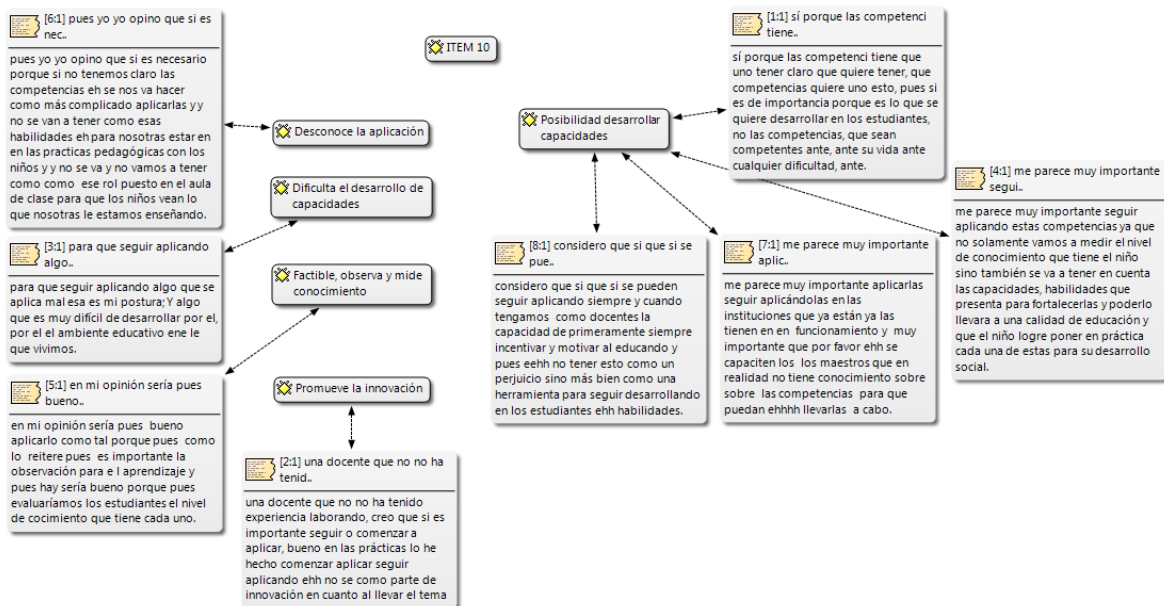 [6:1] pues yo yo opino que si es
nec..
pues yo yo opino que si es necesario
porque si no tenemos claro las
competencias eh se nos va hacer
como más complicado aplicarlas y y
no se van a tener como esas
habilidades eh para nosotras estar en
en las practicas pedagógicas con los
niños y y no se va y no vamos a tener
como como ese rol puesto en el aula
de clase para que los niños vean lo
que nosotras le estamos enseñando.
[3:1] para que seguir aplicando
algo..
para que seguir aplicando algo que se
aplica mal esa es mi postura; Y algo
que es muy difícil de desarrollar por el,
por el el ambiente educativo ene le
que vivimos.
[5:1] en mi opinión sería pues
bueno..
en mi opinión sería pues bueno
aplicarlo como tal porque pues como
lo reitere pues es importante la
observación para e l aprendizaje y
pues hay sería bueno porque pues
evaluaríamos los estudiantes el nivel
de cocimiento que tiene cada uno.
ITEM 10
Desconoce la aplicación
Dificulta el desarrollo de
capacidades
Factible, observa y mide
conocimiento
Promueve la innovación
[2:1] una docente que no no ha
tenid..
una docente que no no ha tenido
experiencia laborando, creo que si es
importante seguir o comenzar a
aplicar, bueno en las prácticas lo he
hecho comenzar aplicar seguir
aplicando ehh no se como parte de
innovación en cuanto al llevar el tema
Posibilidad desarrollar
capacidades
[8:1] considero que si que si se
pue..
considero que si que si se pueden
seguir aplicando siempre y cuando
tengamos como docentes la
capacidad de primeramente siempre
incentivar y motivar al educando y
pues eehh no tener esto como un
perjuicio sino más bien como una
herramienta para seguir desarrollando
en los estudiantes ehh habilidades.
[7:1] me parece muy importante
aplic..
me parece muy importante aplicarlas
seguir aplicándolas en las
instituciones que ya están ya las
tienen en en funcionamiento y muy
importante que por favor ehh se
capaciten los los maestros que en
realidad no tiene conocimiento sobre
sobre las competencias para que
puedan ehhhh llevarlas a cabo.
[1:1] sí porque las competenci
tiene..
sí porque las competenci tiene que
uno tener claro que quiere tener, que
competencias quiere uno esto, pues si
es de importancia porque es lo que se
quiere desarrollar en los estudiantes,
no las competencias, que sean
competentes ante, ante su vida ante
cualquier dificultad, ante.
[4:1] me parece muy importante
segui..
me parece muy importante seguir
aplicando estas competencias ya que
no solamente vamos a medir el nivel
de conocimiento que tiene el niño
sino también se va a tener en cuenta
las capacidades, habilidades que
presenta para fortalecerlas y poderlo
llevara a una calidad de educación y
que el niño logre poner en práctica
cada una de estas para su desarrollo
social.